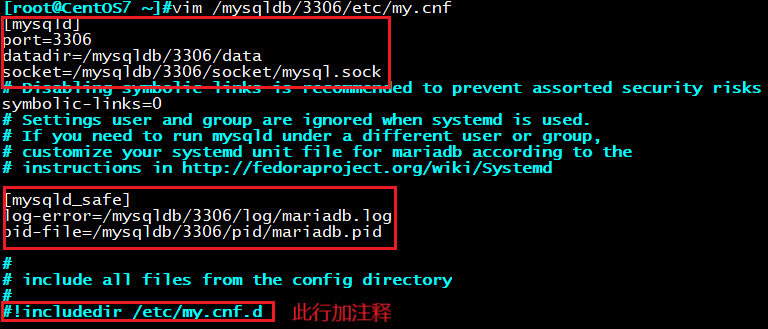 [root@CentOS7 ~]#vim /mysqldb/3306/etc/my.cnf
[mysqld]
port=3306
datadir=/mysqldb/3306/data
socket=/mysqldb/3306/socket/mysql.sock
# Disabling symbolic-links is recommended to prevent assorted security risks
symbolic-links=0
# Settings user and group are ignored when systemd is used.
# If you need to run mysqld under a different user or group,
# customize your systemd unit file for mariadb according to the
# instructions in http://fedoraproject.org/wiki/Systemd
[mysqld_safe]
log-error=/mysqldb/3306/log/mariadb.log
pid-file=/mysqldb/3306/pid/mariadb.pid
#
# include all files from the config directory
#
#!includedir /etc/my.cnf.d 此行加注释